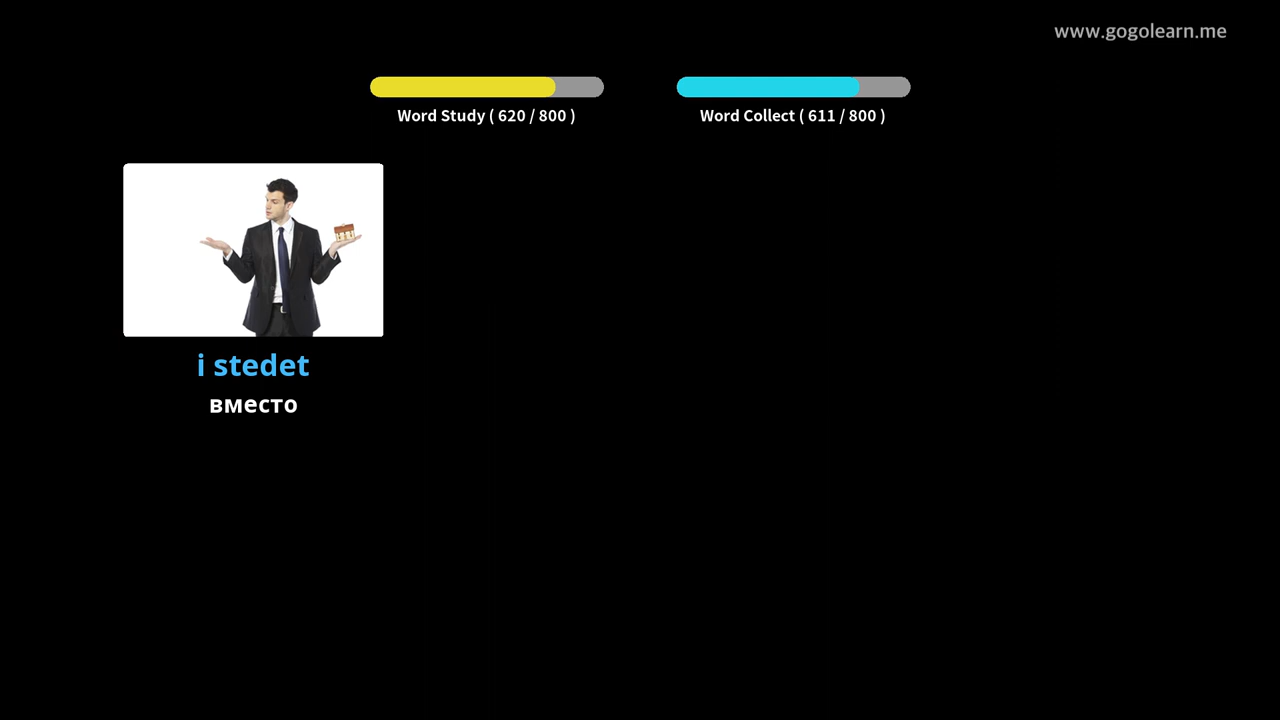 www.gogolearn.me
Word Study ( 620 / 800 )
Word Collect ( 611 / 800 )
i stedet
вместо